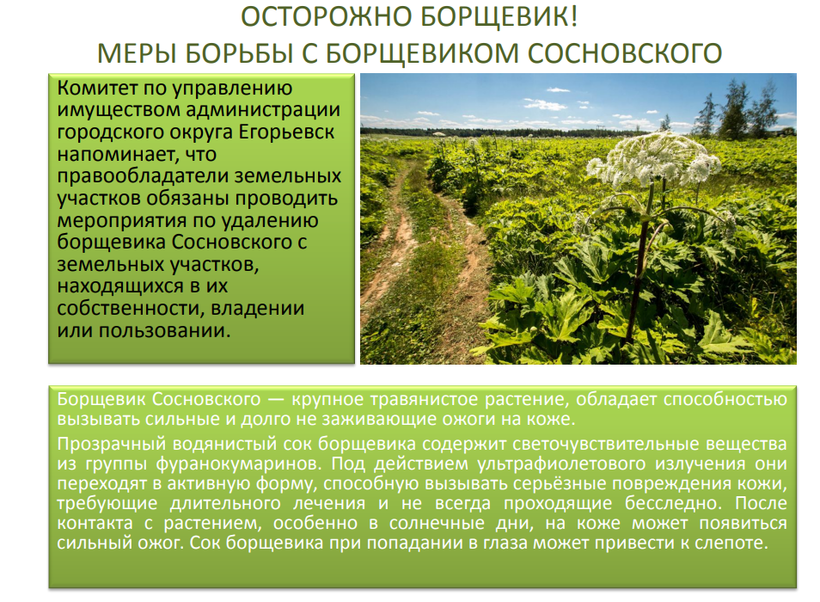 ОСТОРОЖНО БОРЩЕВИК!
МЕРЫ БОРЬБЫ С БОРЩЕВИКОМ СОСНОВСКОГО
Комитет по управлению
имуществом администрации
городского округа Егорьевск
напоминает, что
правообладатели земельных
участков обязаны проводить
мероприятия по удалению
борщевика Сосновского с
земельных участков,
находящихся в их
собственности, владении
или пользовании.
Борщевик Сосновского — крупное травянистое растение, обладает способностью
вызывать сильные и долго не заживающие ожоги на коже.
Прозрачный водянистый сок борщевика содержит светочувствительные вещества
из группы фуранокумаринов. Под действием ультрафиолетового излучения они
переходят в активную форму, способную вызывать серьёзные повреждения кожи,
требующие длительного лечения и не всегда проходящие бесследно. После
контакта с растением, особенно в солнечные дни, на коже может появиться
сильный ожог. Сок борщевика при попадании в глаза может привести к слепоте.